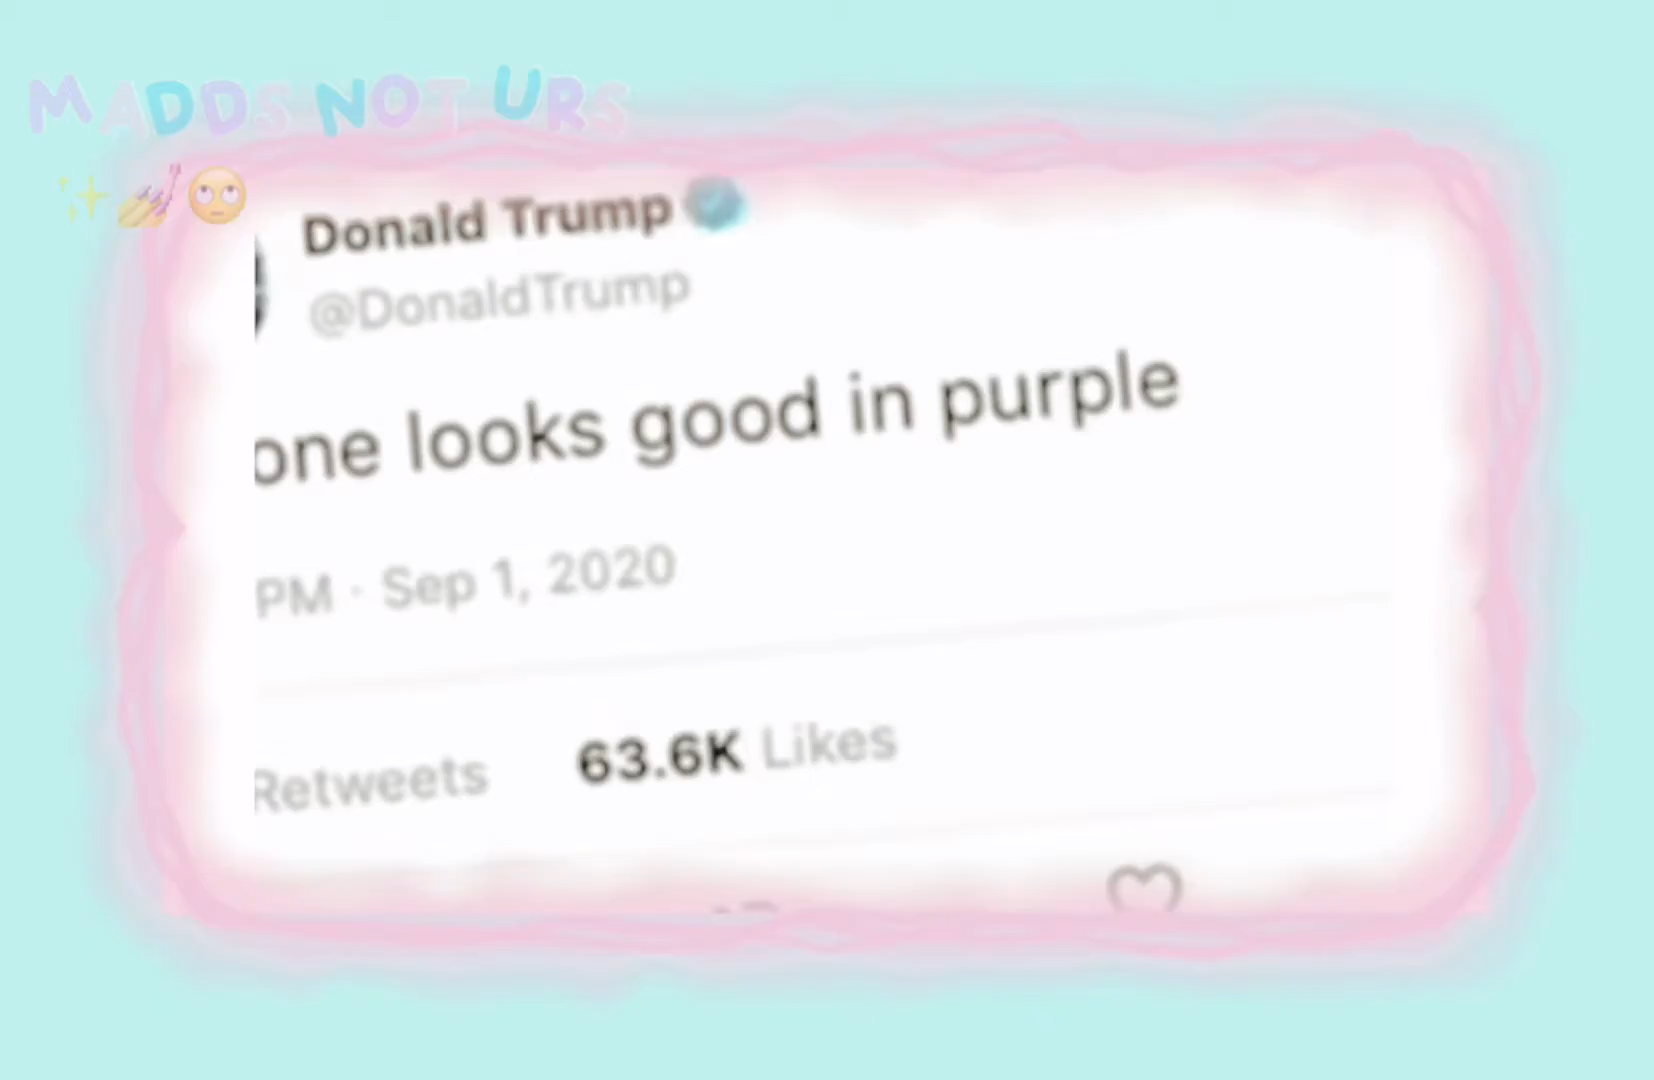 MADDS NOT URS
Donald Trump
@DonaldTrump
one looks good in purple
PM · Sep 1, 2020
Retweets 63.6K Likes